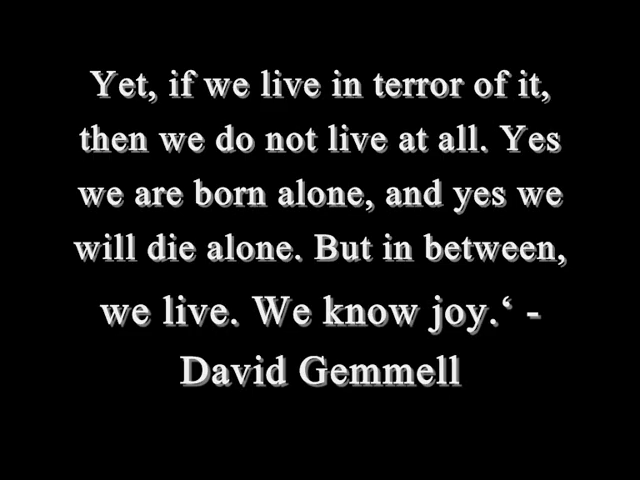 Yet, if we live in terror of it,
then we do not live at all. Yes
we are born alone, and yes we
will die alone. But in between,
we live. We know joy.‘ -
David Gemmell